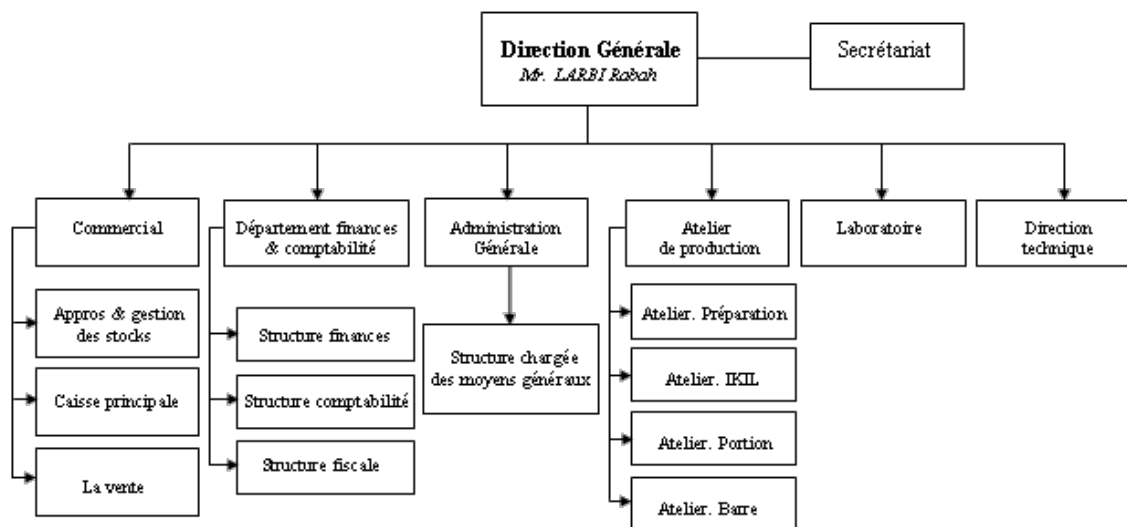 Direction Générale
Mr. LARBI Rabah
Secrétariat
Commercial
Département finances
& comptabilité
Administration
Générale
Atelier
de production
Laboratoire
Direction
technique
Appros & gestion
des stocks
Caisse principale
La vente
Structure finances
Structure comptabilité
Structure fiscale
Structure chargée
des moyens généraux
Atelier. Préparation
Atelier. IKIL
Atelier. Portion
Atelier. Barre